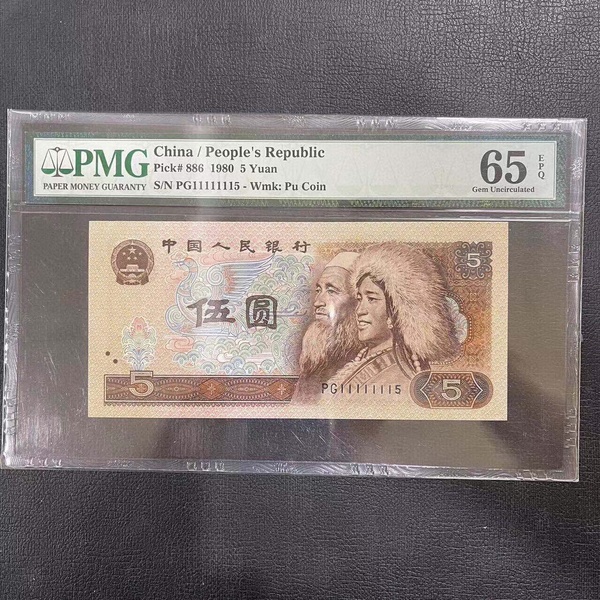 PMG
PAPER MONEY GUARANTY
China / People's Republic
Pick# 886 1980 5 Yuan
S/N PG11111115 - Wmk: Pu Coin
65 EPQ
Gem Uncirculated
中国人民银行
5
伍圆
PG11111115
5
5